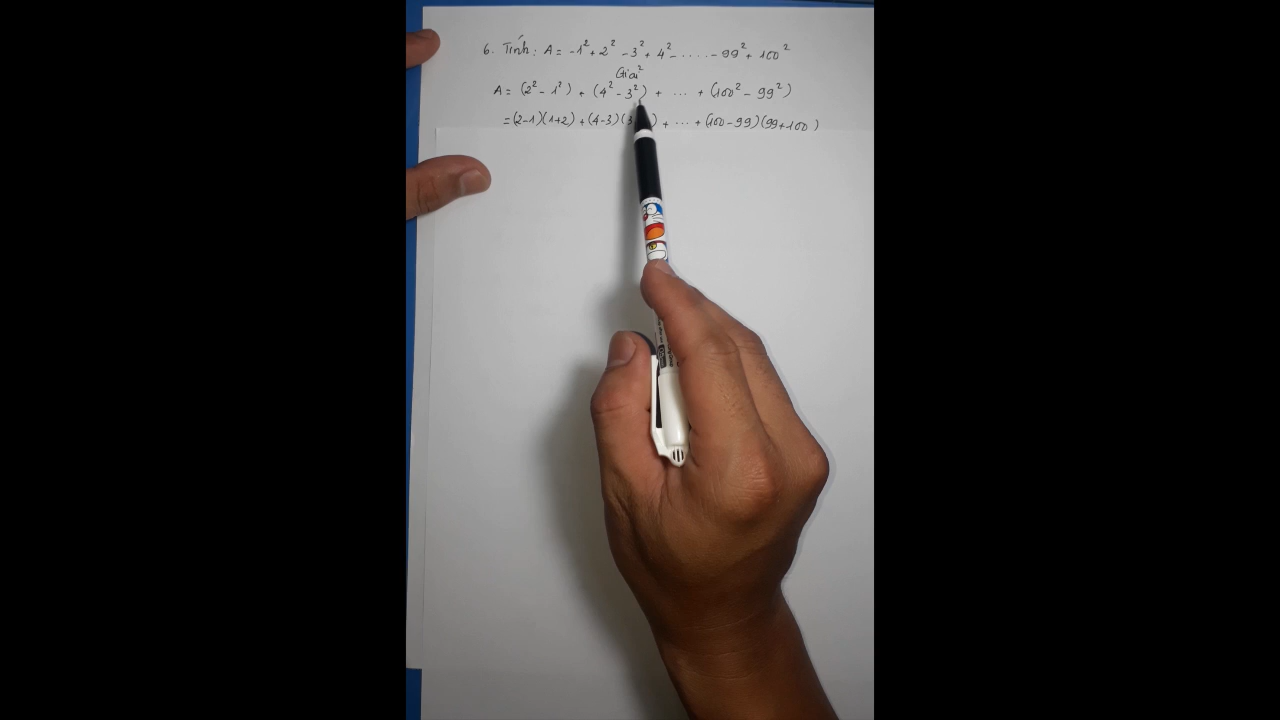 6. Tính: A = -1² + 2² - 3² + 4² - ..... - 99² + 100²
Giải
A = (2² - 1²) + (4² - 3²) + ... + (100² - 99²)
= (2-1)(1+2) + (4-3)(3 ) + ... + (100-99)(99+100)